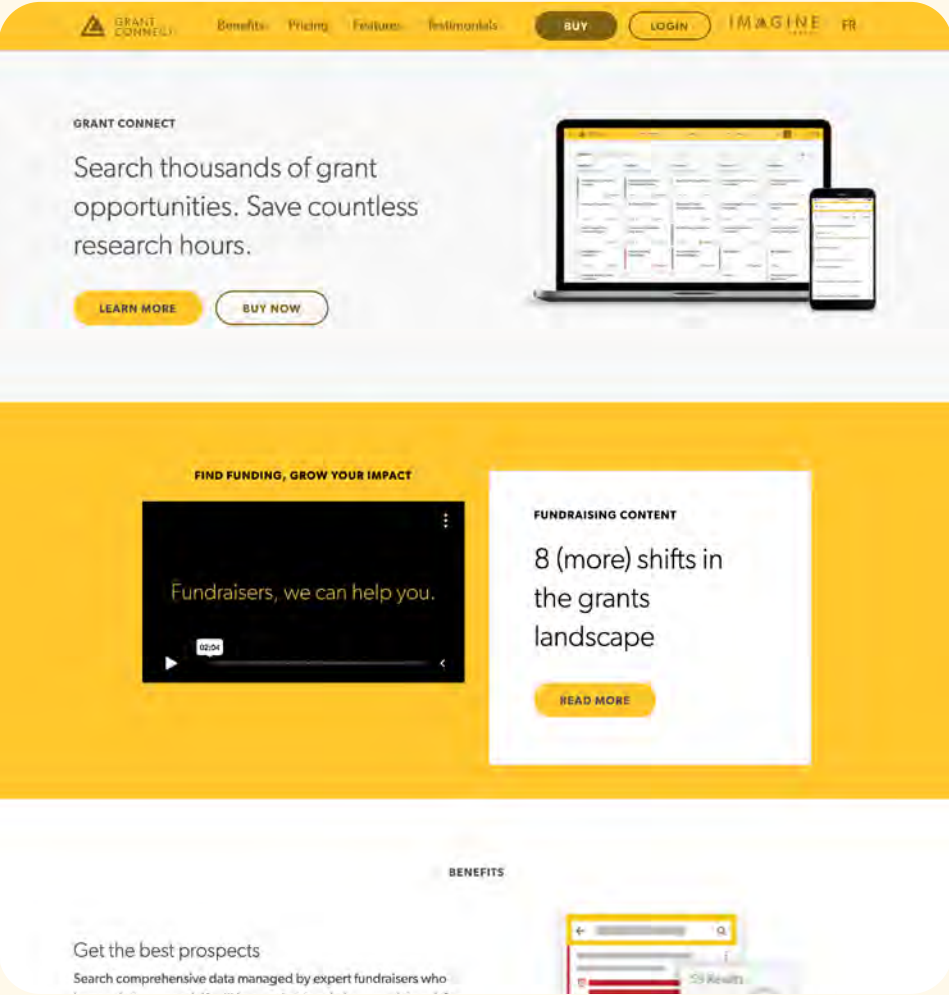 GRANT
CONNECT
Benefits
Pricing
Features
Testimonials
BUY
LOGIN
IMAGINE
FR
GRANT CONNECT
Search thousands of grant
opportunities. Save countless
research hours.
LEARN MORE
BUY NOW
FIND FUNDING, GROW YOUR IMPACT
Fundraisers, we can help you.
02:04
FUNDRAISING CONTENT
8 (more) shifts in
the grants
landscape
READ MORE
BENEFITS
Get the best prospects
Search comprehensive data managed by expert fundraisers who
59 Results